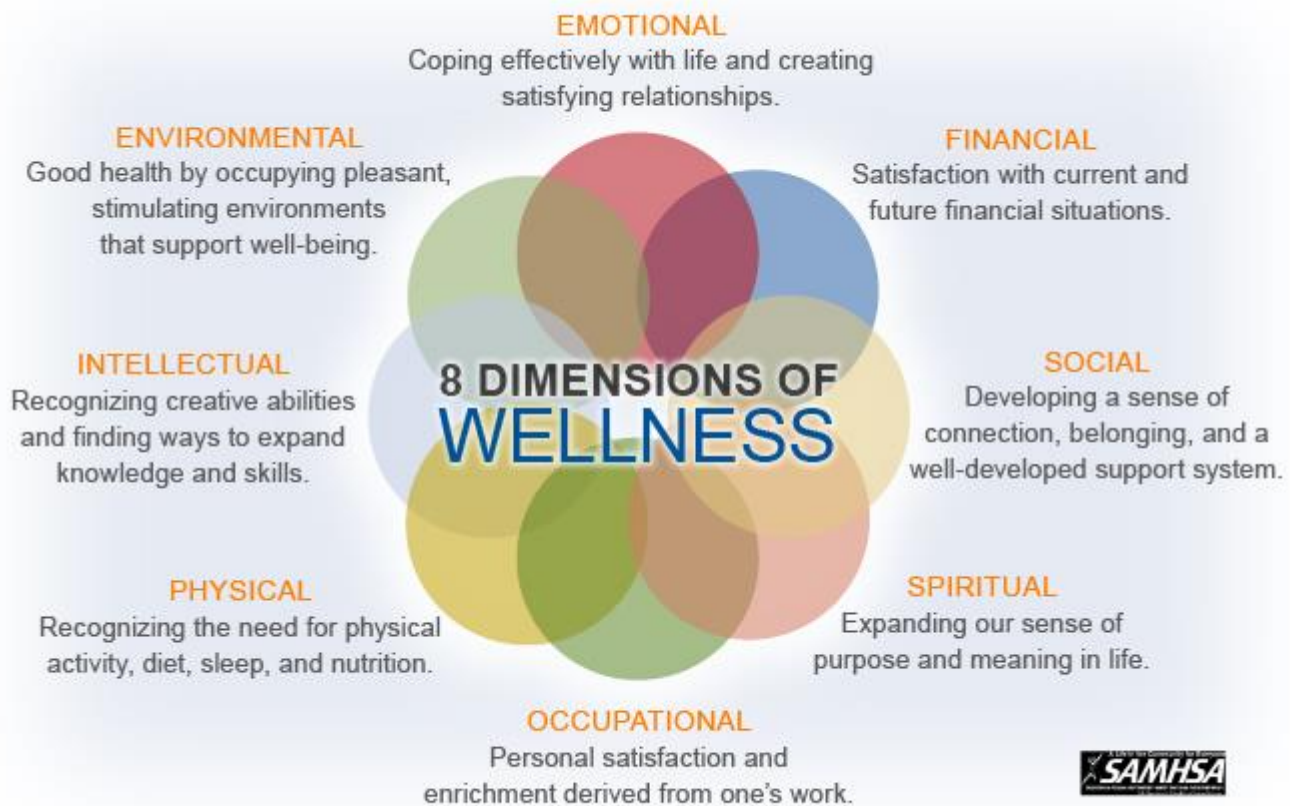 EMOTIONAL
Coping effectively with life and creating
satisfying relationships.
ENVIRONMENTAL
Good health by occupying pleasant,
stimulating environments
that support well-being.
FINANCIAL
Satisfaction with current and
future financial situations.
INTELLECTUAL
Recognizing creative abilities
and finding ways to expand
knowledge and skills.
8 DIMENSIONS OF
WELLNESS
SOCIAL
Developing a sense of
connection, belonging, and a
well-developed support system.
PHYSICAL
Recognizing the need for physical
activity, diet, sleep, and nutrition.
SPIRITUAL
Expanding our sense of
purpose and meaning in life.
OCCUPATIONAL
Personal satisfaction and
enrichment derived from one's work.
SAMHSA